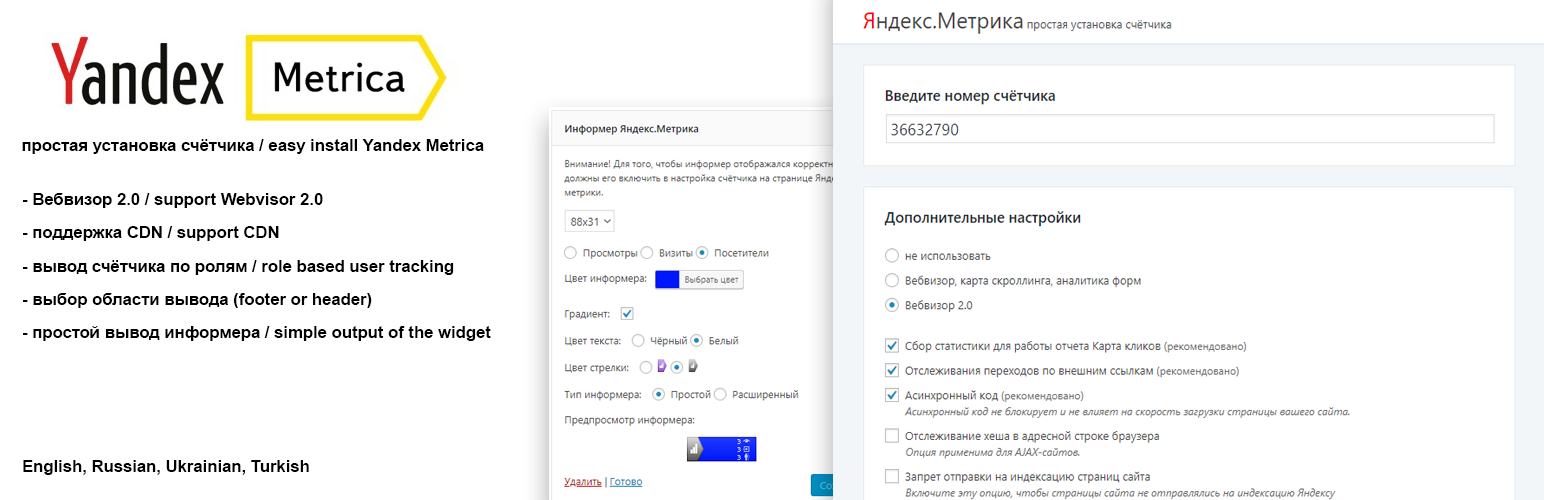 Yandex Metrica
простая установка счётчика / easy install Yandex Metrica
- Вебвизор 2.0 / support Webvisor 2.0
- поддержка CDN / support CDN
- вывод счётчика по ролям / role based user tracking
- выбор области вывода (footer or header)
- простой вывод информера / simple output of the widget
English, Russian, Ukrainian, Turkish
Информер Яндекс.Метрика
Внимание! Для того, чтобы информер отображался корректн
должны его включить в настройка счётчика на странице Янд
метрики.
88x31
Просмотры Визиты Посетители
Цвет информера: Выбрать цвет
Градиент:
Цвет текста: Чёрный Белый
Цвет стрелки:
Тип информера: Простой Расширенный
Предпросмотр информера:
3
3
3
Удалить | Готово
Со
Яндекс.Метрика простая установка счётчика
Введите номер счётчика
36632790
Дополнительные настройки
не использовать
Вебвизор, карта скроллинга, аналитика форм
Вебвизор 2.0
Сбор статистики для работы отчета Карта кликов (рекомендовано)
Отслеживания переходов по внешним ссылкам (рекомендовано)
Асинхронный код (рекомендовано)
Асинхронный код не блокирует и не влияет на скорость загрузки страницы вашего сайта.
Отслеживание хеша в адресной строке браузера
Опция применима для AJAX-сайтов.
Запрет отправки на индексацию страниц сайта
Включите эту опцию, чтобы страницы сайта не отправлялись на индексацию Яндексу